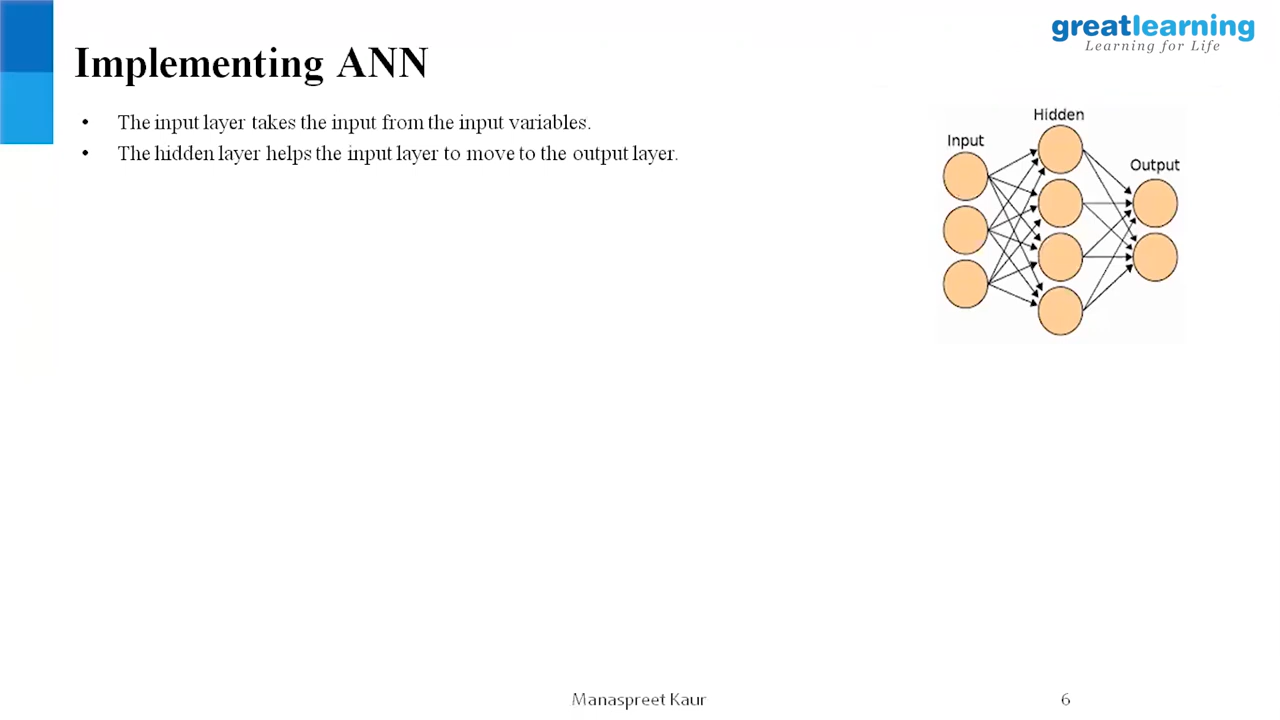 greatlearning
Learning for Life
Implementing ANN
• The input layer takes the input from the input variables.
• The hidden layer helps the input layer to move to the output layer.
Hidden
Input
Output
Manaspreet Kaur
6